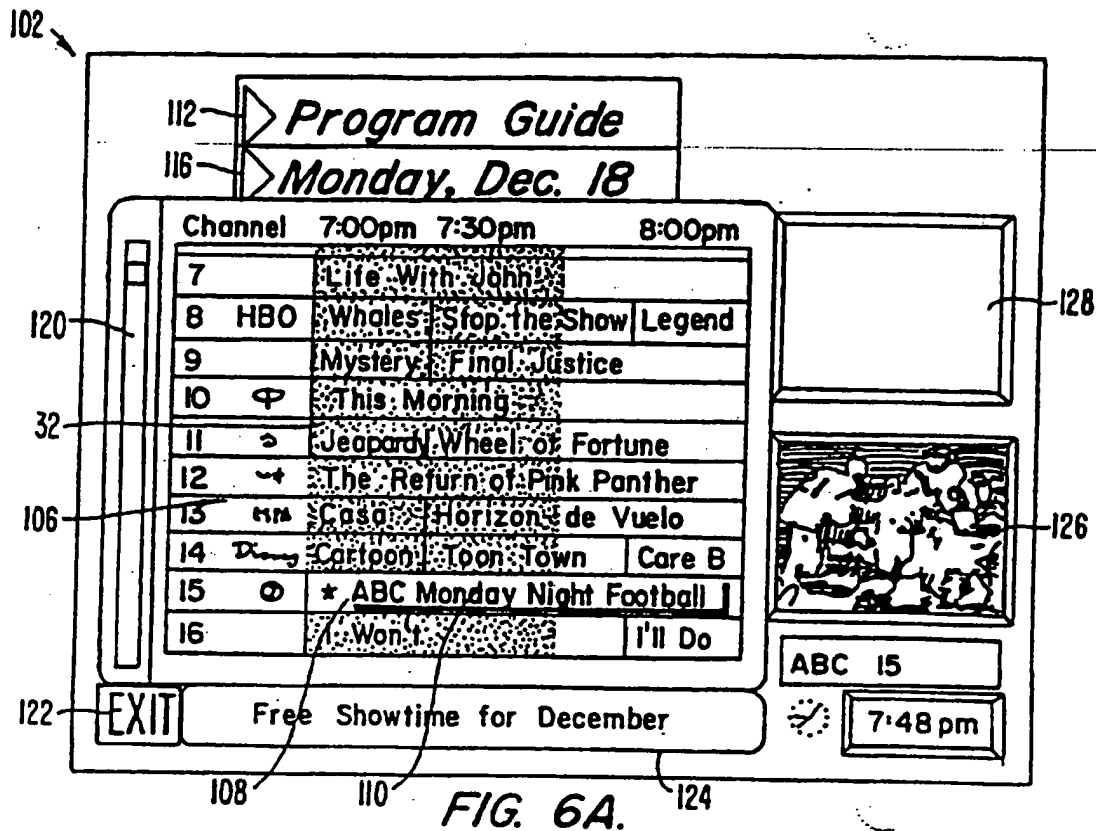 102
112
Program Guide
116
Monday, Dec. 18
Channel 7:00pm 7:30pm 8:00pm
7 Life With John
8 HBO Whales Stop the Show Legend
9 Mystery Final Justice
10 This Morning
11 Jeapardy Wheel of Fortune
12 The Return of Pink Panther
13 Casa Horizon de Vuelo
14 Disney Cartoon Toon Town Care B
15 * ABC Monday Night Football
16 I Won't I'll Do
120
32
106
128
126
ABC 15
122
EXIT
Free Showtime for December
7:48 pm
108
110
124
FIG. 6A.